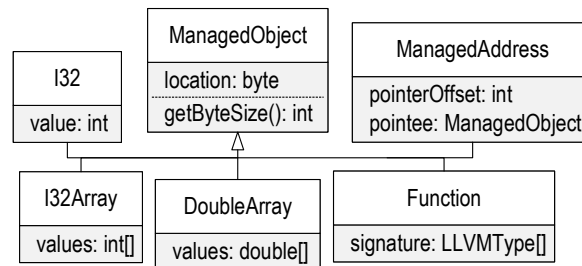 ManagedObject
location: byte
getByteSize(): int
I32
value: int
ManagedAddress
pointerOffset: int
pointee: ManagedObject
I32Array
values: int[]
DoubleArray
values: double[]
Function
signature: LLVMType[]